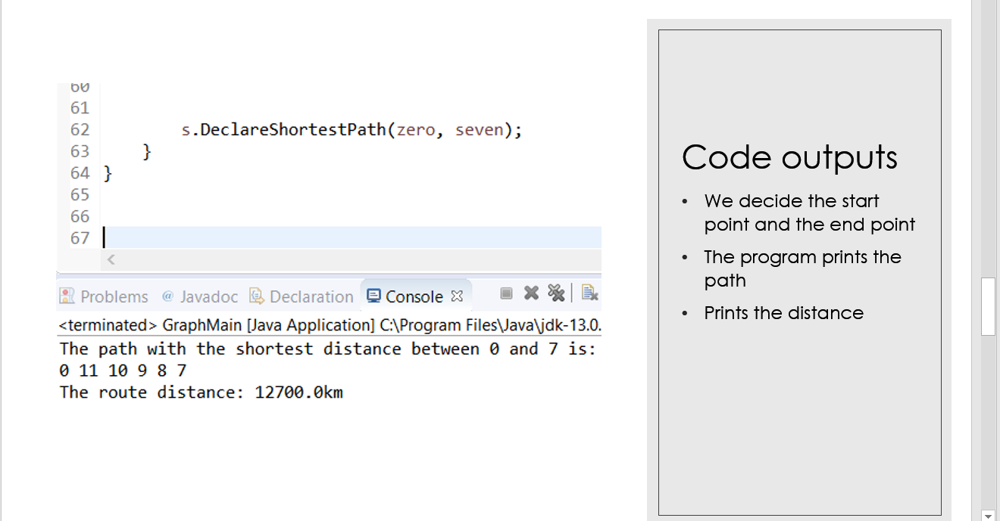 60
61
62 s.DeclareShortestPath(zero, seven);
63 }
64 }
65
66
67
Problems @ Javadoc Declaration Console
<terminated> GraphMain [Java Application] C:\Program Files\Java\jdk-13.0.
The path with the shortest distance between 0 and 7 is:
0 11 10 9 8 7
The route distance: 12700.0km
Code outputs
• We decide the start
point and the end point
• The program prints the
path
• Prints the distance